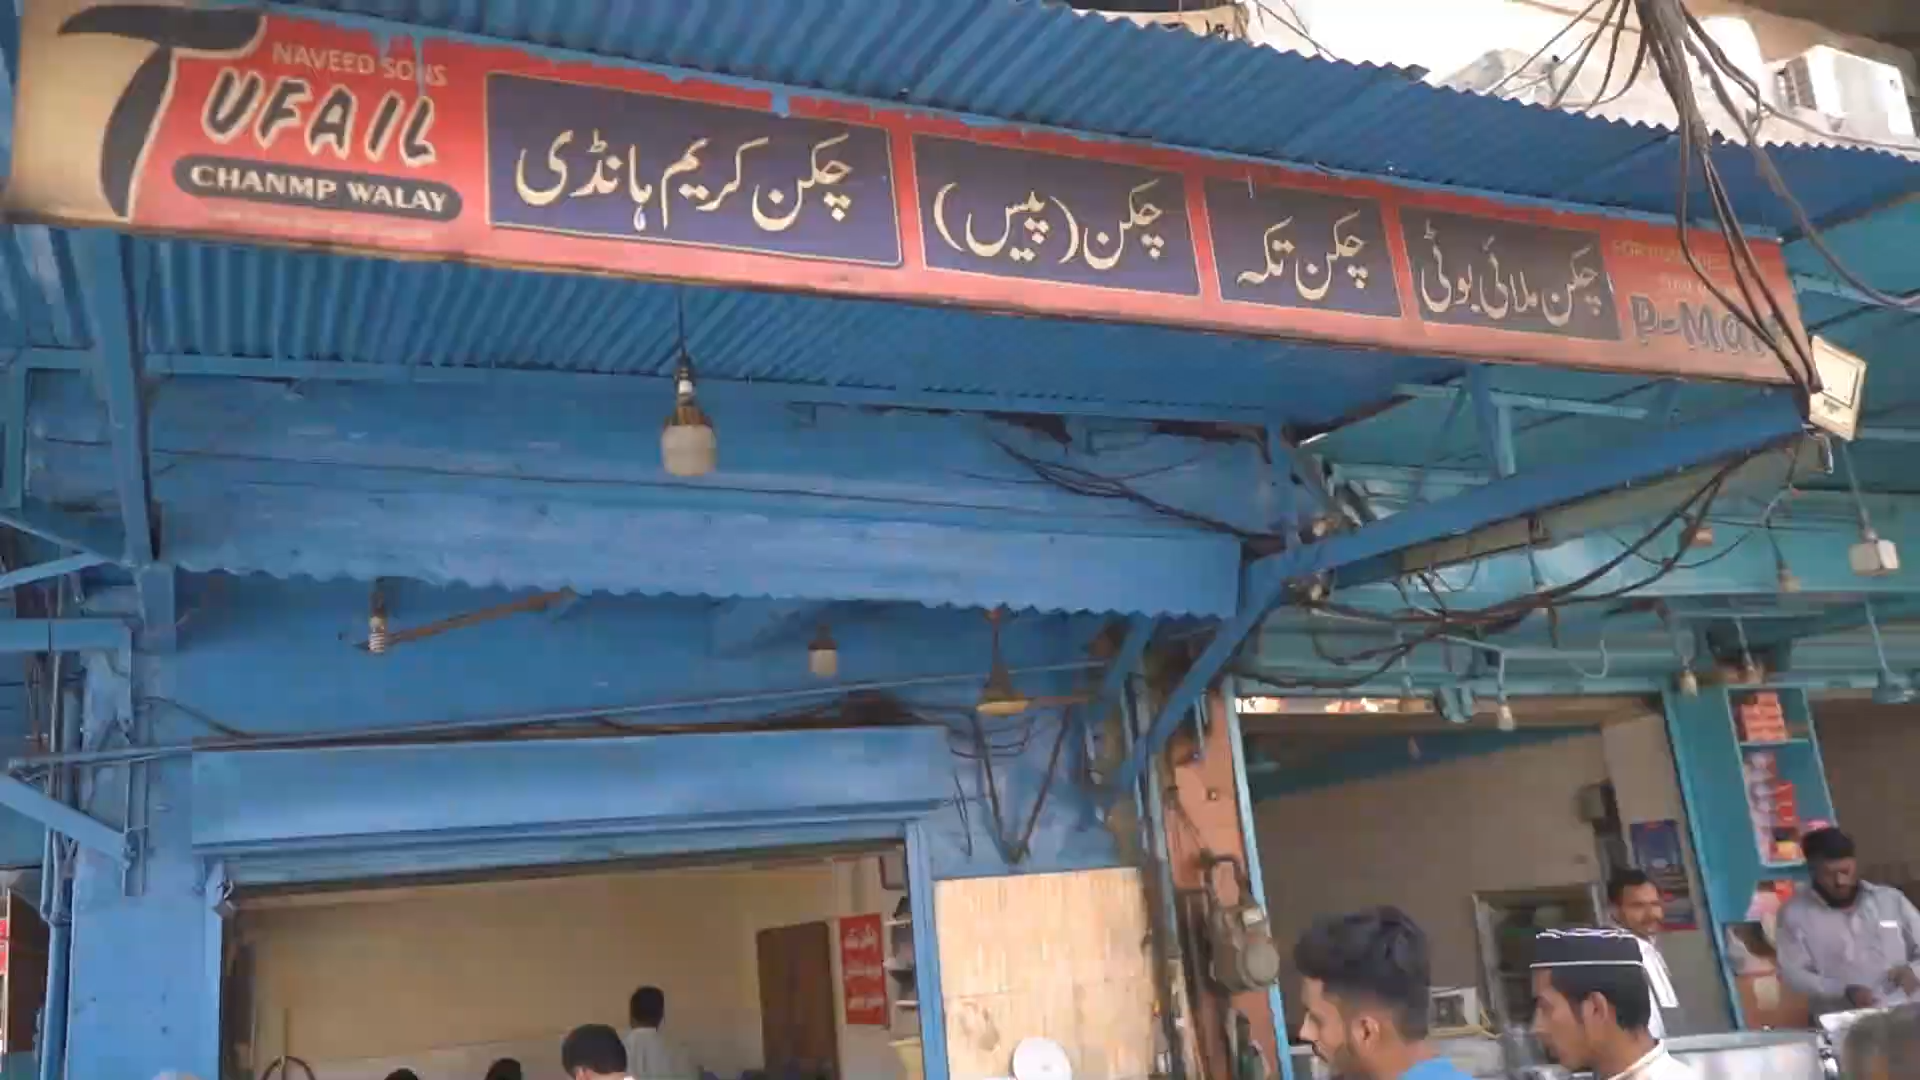 NAVEED SONS
TUFAIL
CHANMP WALAY
چکن کریم ہانڈی
چکن (پیس)
چکن تکہ
چکن ملائی بوٹی